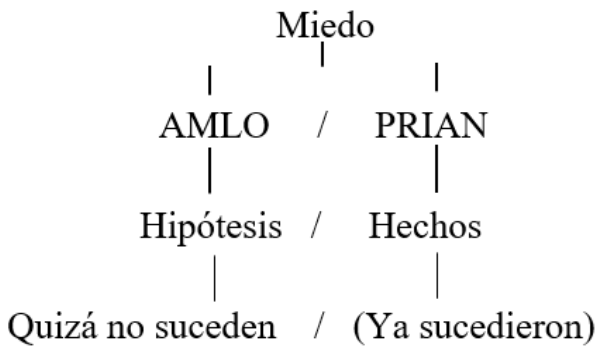 Miedo
AMLO / PRIAN
Hipótesis / Hechos
Quizá no suceden / (Ya sucedieron)